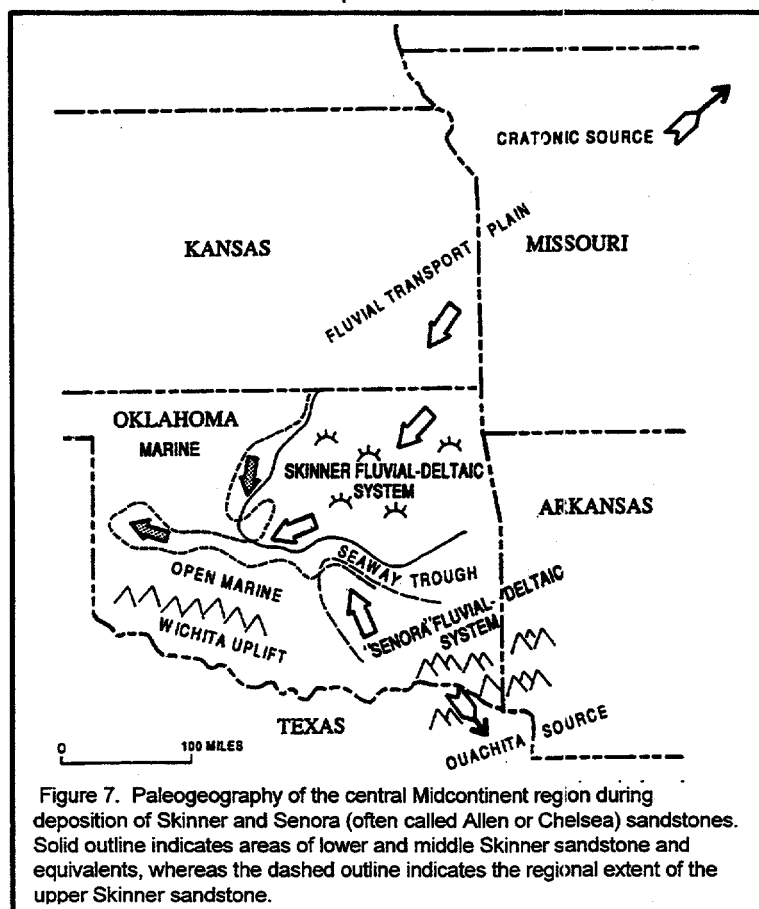 CRATONIC SOURCE
KANSAS
MISSOURI
FLUVIAL TRANSPORT PLAIN
OKLAHOMA
MARINE
SKINNER FLUVIAL-DELTAIC
SYSTEM
ARKANSAS
SEAWAY TROUGH
OPEN MARINE
WICHITA UPLIFT
"SENORA" FLUVIAL-DELTAIC
SYSTEM
TEXAS
OUACHITA SOURCE
0 100 MILES
Figure 7. Paleogeography of the central Midcontinent region during
deposition of Skinner and Senora (often called Allen or Chelsea) sandstones.
Solid outline indicates areas of lower and middle Skinner sandstone and
equivalents, whereas the dashed outline indicates the regional extent of the
upper Skinner sandstone.